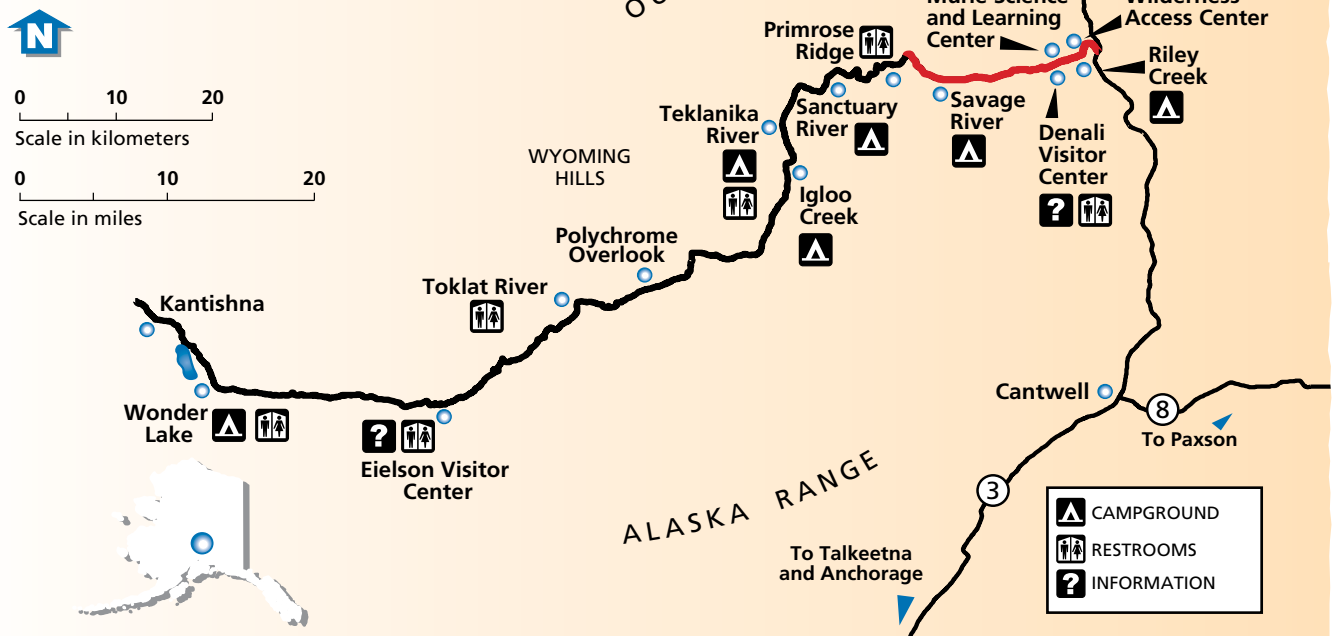 N
0 10 20
Scale in kilometers
0 10 20
Scale in miles
and Learning
Center
Access Center
Primrose
Ridge
Riley
Creek
Teklanika
River
Sanctuary
River
Savage
River
Denali
Visitor
Center
?
WYOMING
HILLS
Igloo
Creek
Polychrome
Overlook
Toklat River
Kantishna
Wonder
Lake
?
Eielson Visitor
Center
Cantwell
8
To Paxson
3
ALASKA RANGE
To Talkeetna
and Anchorage
CAMPGROUND
RESTROOMS
? INFORMATION